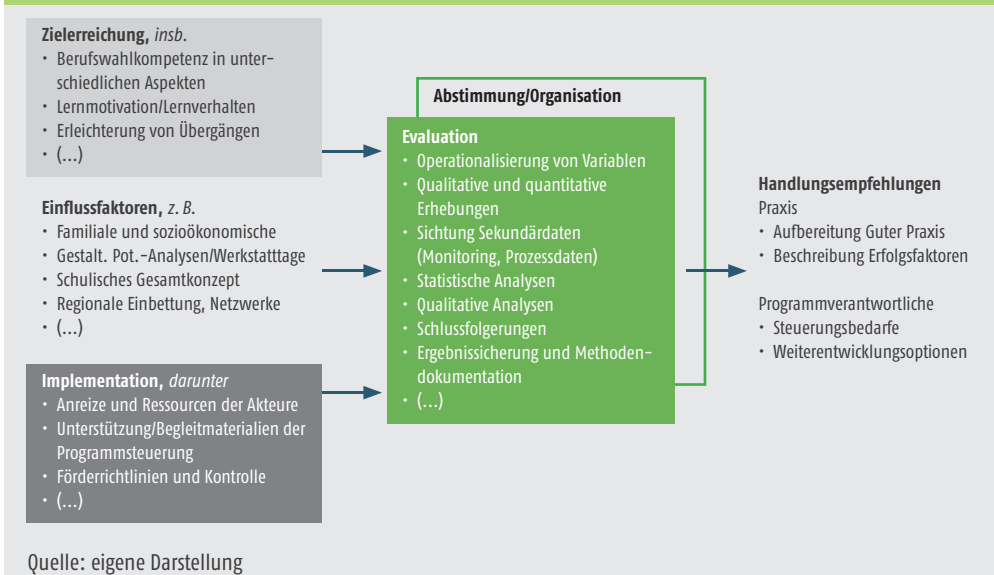 Zielerreichung, insb.
• Berufswahlkompetenz in unter-
schiedlichen Aspekten
• Lernmotivation/Lernverhalten
• Erleichterung von Übergängen
• (...)
Einflussfaktoren, z. B.
• Familiale und sozioökonomische
• Gestalt. Pot.-Analysen/Werkstatttage
• Schulisches Gesamtkonzept
• Regionale Einbettung, Netzwerke
• (...)
Implementation, darunter
• Anreize und Ressourcen der Akteure
• Unterstützung/Begleitmaterialien der
Programmsteuerung
• Förderrichtlinien und Kontrolle
• (...)
Abstimmung/Organisation
Evaluation
• Operationalisierung von Variablen
• Qualitative und quantitative
Erhebungen
• Sichtung Sekundärdaten
(Monitoring, Prozessdaten)
• Statistische Analysen
• Qualitative Analysen
• Schlussfolgerungen
• Ergebnissicherung und Methoden-
dokumentation
• (...)
Handlungsempfehlungen
Praxis
• Aufbereitung Guter Praxis
• Beschreibung Erfolgsfaktoren
Programmverantwortliche
• Steuerungsbedarfe
• Weiterentwicklungsoptionen
Quelle: eigene Darstellung